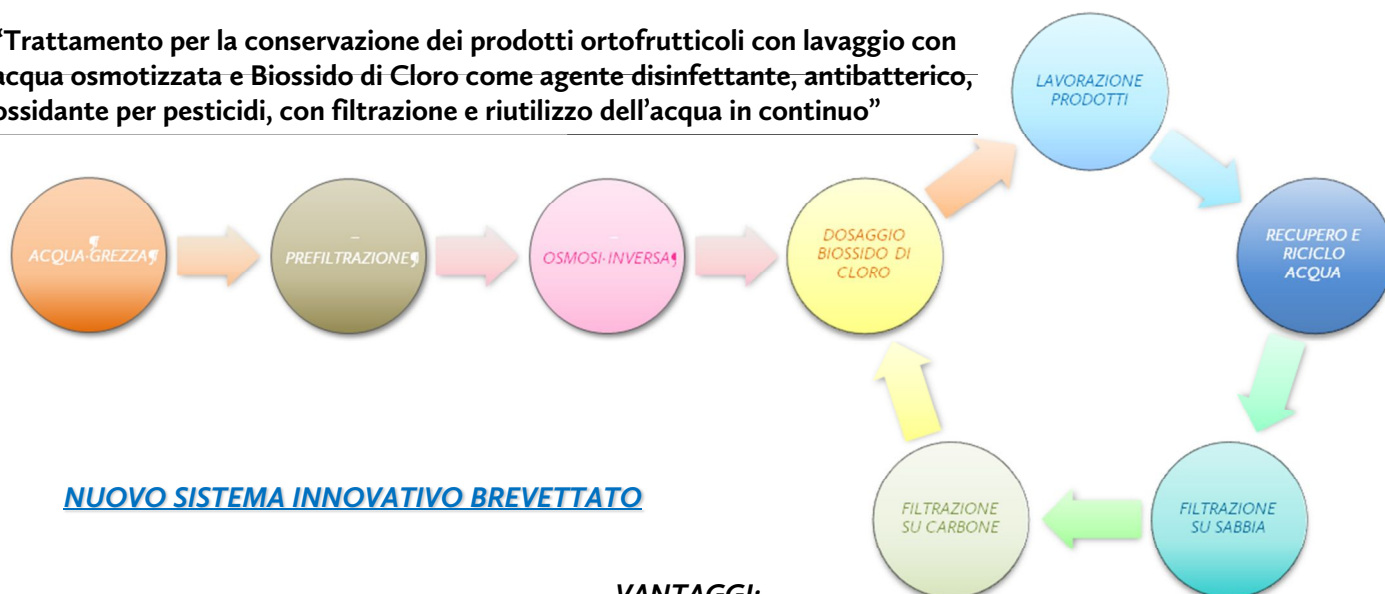 “Trattamento per la conservazione dei prodotti ortofrutticoli con lavaggio con
acqua osmotizzata e Biossido di Cloro come agente disinfettante, antibatterico,
ossidante per pesticidi, con filtrazione e riutilizzo dell’acqua in continuo”
LAVORAZIONE
PRODOTTI
ACQUA·GREZZA¶
PREFILTRAZIONE¶
OSMOSI·INVERSA¶
DOSAGGIO
BIOSSIDO DI
CLORO
RECUPERO E
RICICLO
ACQUA
NUOVO SISTEMA INNOVATIVO BREVETTATO
FILTRAZIONE
SU CARBONE
FILTRAZIONE
SU SABBIA
VANTAGGI: